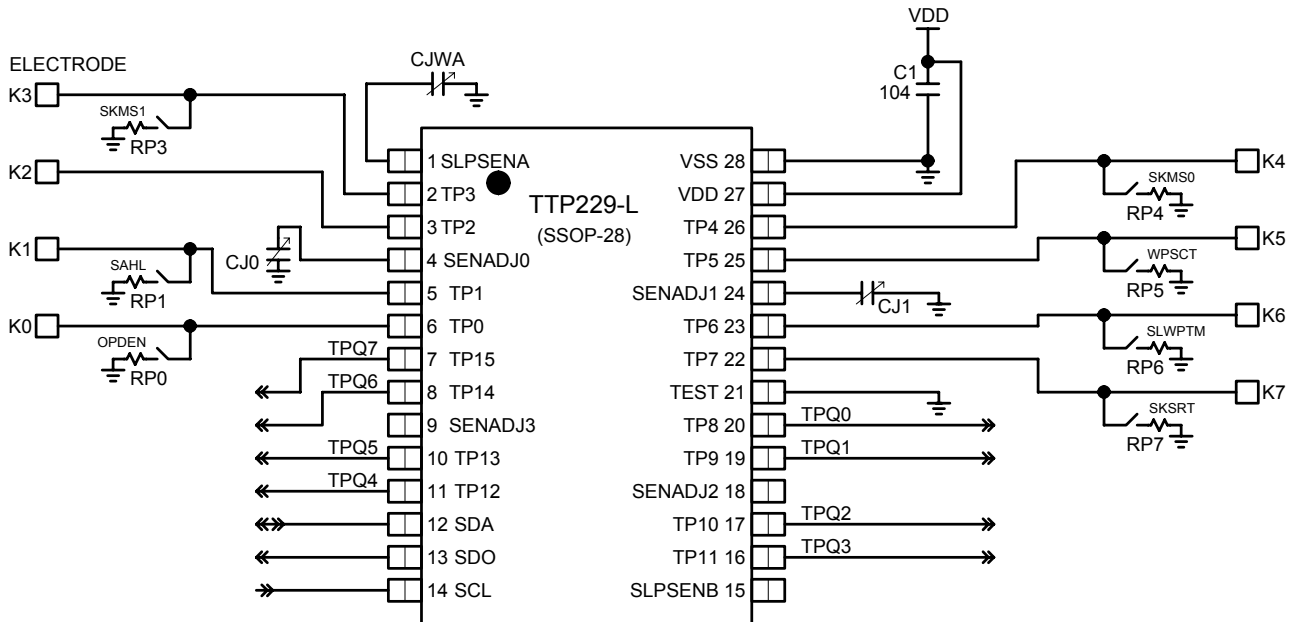 VDD
CJWA
ELECTRODE
C1
104
K3
SKMS1
RP3
1 SLPSENA
VSS 28
K4
K2
2 TP3
TTP229-L
VDD 27
SKMS0
RP4
3 TP2
(SSOP-28)
TP4 26
K1
CJ0
4 SENADJ0
TP5 25
K5
SAHL
RP1
5 TP1
SENADJ1 24
CJ1
WPSCT
RP5
K0
6 TP0
TP6 23
K6
OPDEN
RP0
TPQ7
7 TP15
TP7 22
SLWPTM
RP6
TPQ6
8 TP14
TEST 21
K7
9 SENADJ3
TP8 20
TPQ0
SKSRT
RP7
TPQ5
10 TP13
TP9 19
TPQ1
TPQ4
11 TP12
SENADJ2 18
12 SDA
TP10 17
TPQ2
13 SDO
TP11 16
TPQ3
14 SCL
SLPSENB 15